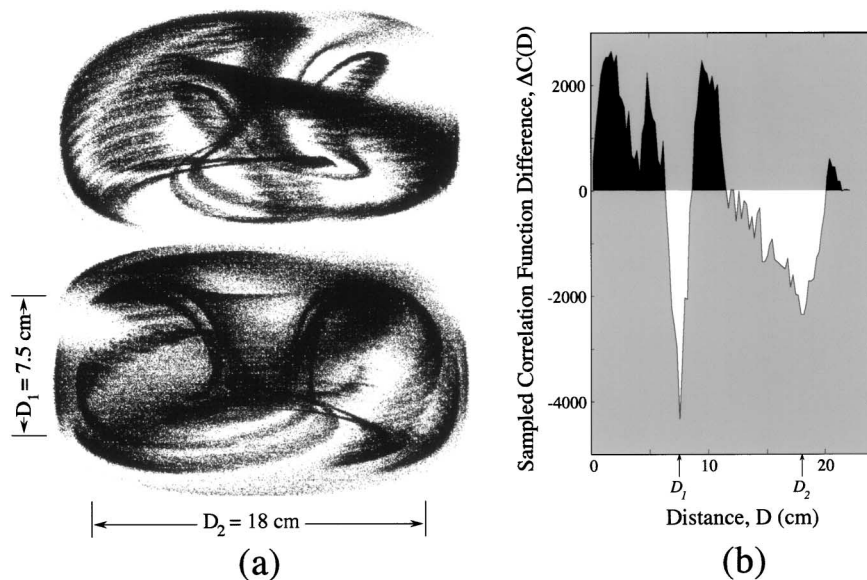 D₁ = 7.5 cm
D₂ = 18 cm
(a)
Sampled Correlation Function Difference, ΔC(D)
2000
0
-2000
-4000
0
10
20
D₁
D₂
Distance, D (cm)
(b)